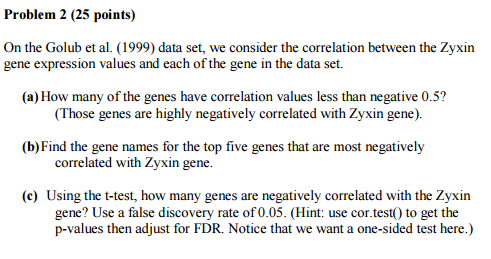 Problem 2 (25 points)
On the Golub et al. (1999) data set, we consider the correlation between the Zyxin
gene expression values and each of the gene in the data set.
(a) How many of the genes have correlation values less than negative 0.5?
(Those genes are highly negatively correlated with Zyxin gene).
(b) Find the gene names for the top five genes that are most negatively
correlated with Zyxin gene.
(c) Using the t-test, how many genes are negatively correlated with the Zyxin
gene? Use a false discovery rate of 0.05. (Hint: use cor.test() to get the
p-values then adjust for FDR. Notice that we want a one-sided test here.)